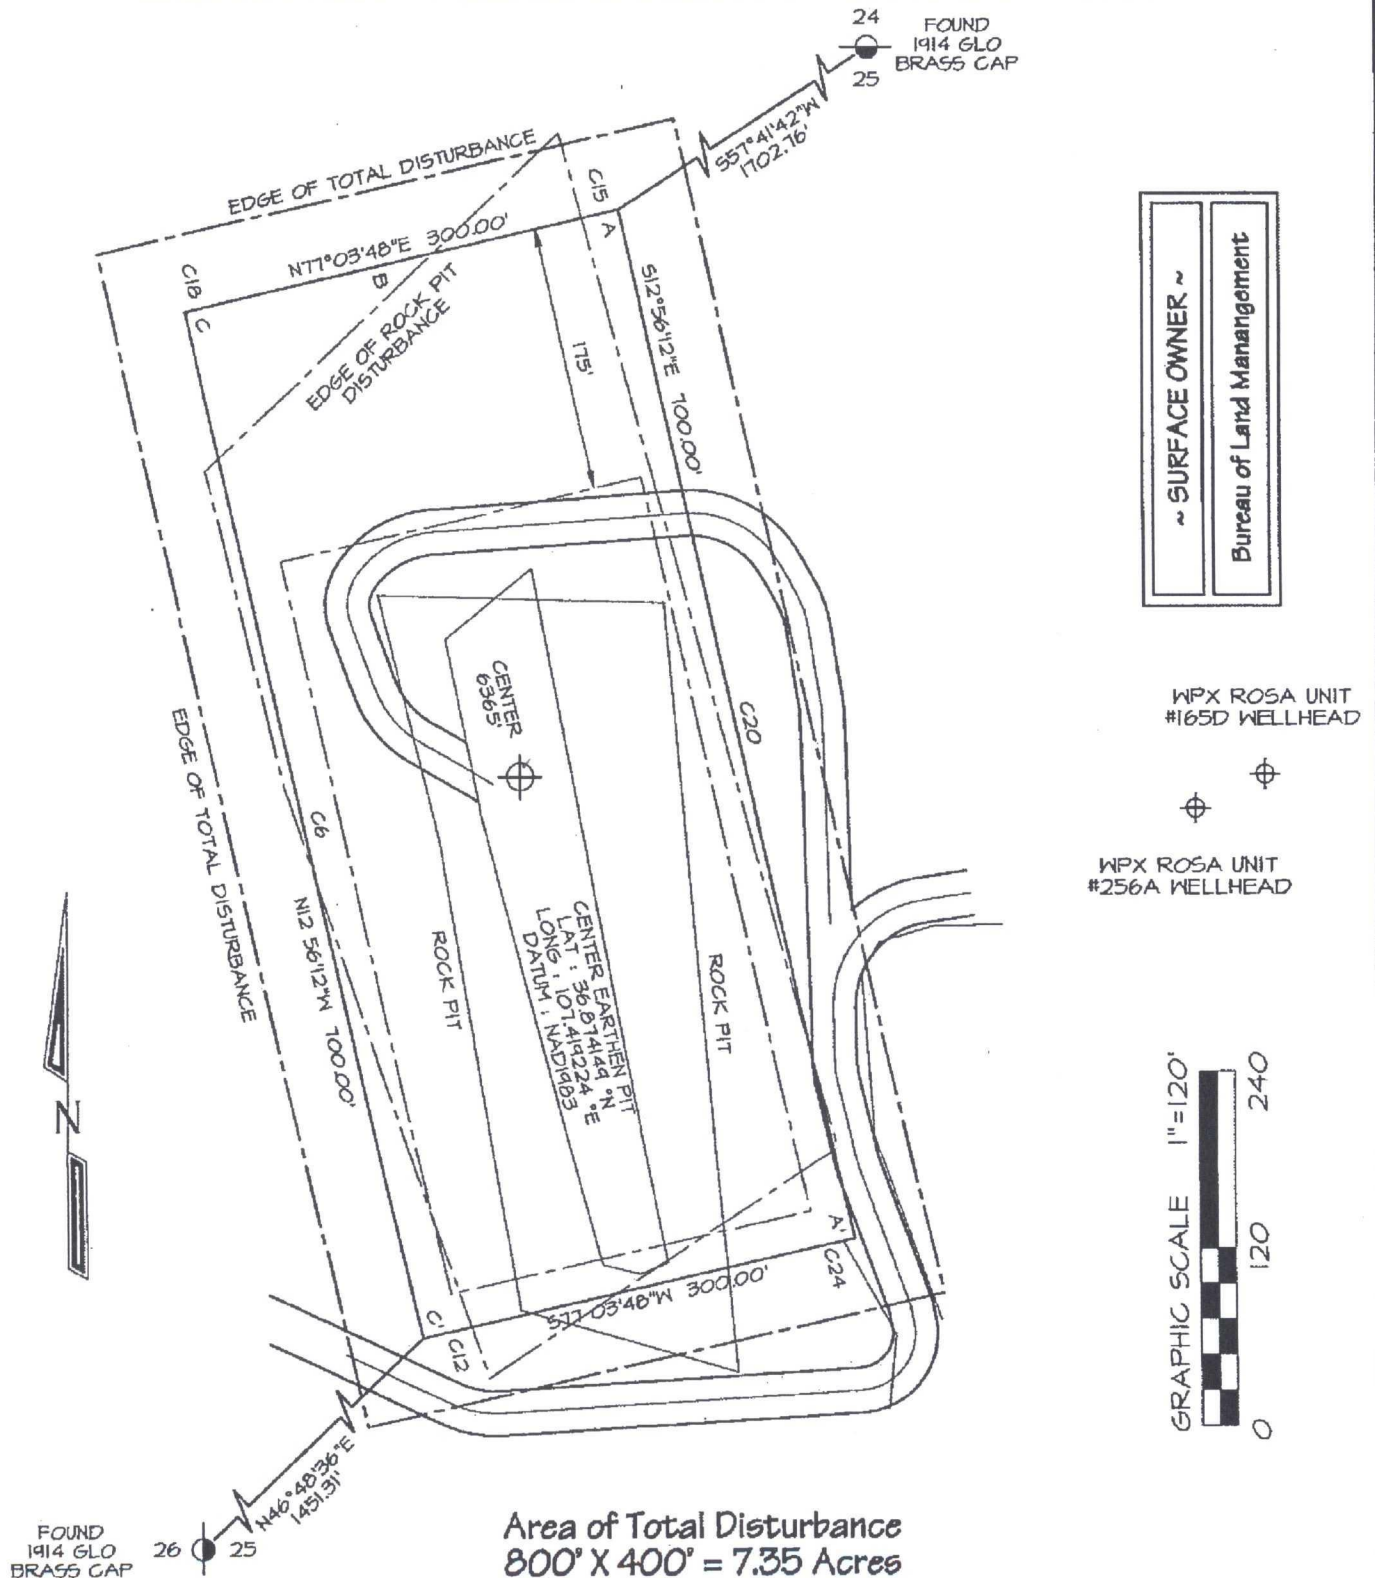 24
FOUND
1914 GLO
BRASS CAP
25
S57°41'42"W
1702.76'
EDGE OF TOTAL DISTURBANCE
C15
A
N77°03'48"E 300.00'
C18
C
B
EDGE OF ROCK PIT
DISTURBANCE
175'
S12°56'12"E 700.00'
~ SURFACE OWNER ~
Bureau of Land Manangement
CENTER
6365'
C20
WPX ROSA UNIT
#165D WELLHEAD
WPX ROSA UNIT
#256A WELLHEAD
EDGE OF TOTAL DISTURBANCE
C6
N12 56'12"W 700.00'
ROCK PIT
CENTER EARTHEN PIT
LAT : 36.874149 °N
LONG : 107.419224 °E
DATUM : NAD1983
ROCK PIT
N
GRAPHIC SCALE 1"=120'
0
120
240
A'
C24
S77 03'48"W 300.00'
C'
C12
N46°48'36"E
1451.31'
FOUND
1914 GLO
BRASS CAP
26
25
Area of Total Disturbance
800' X 400' = 7.35 Acres